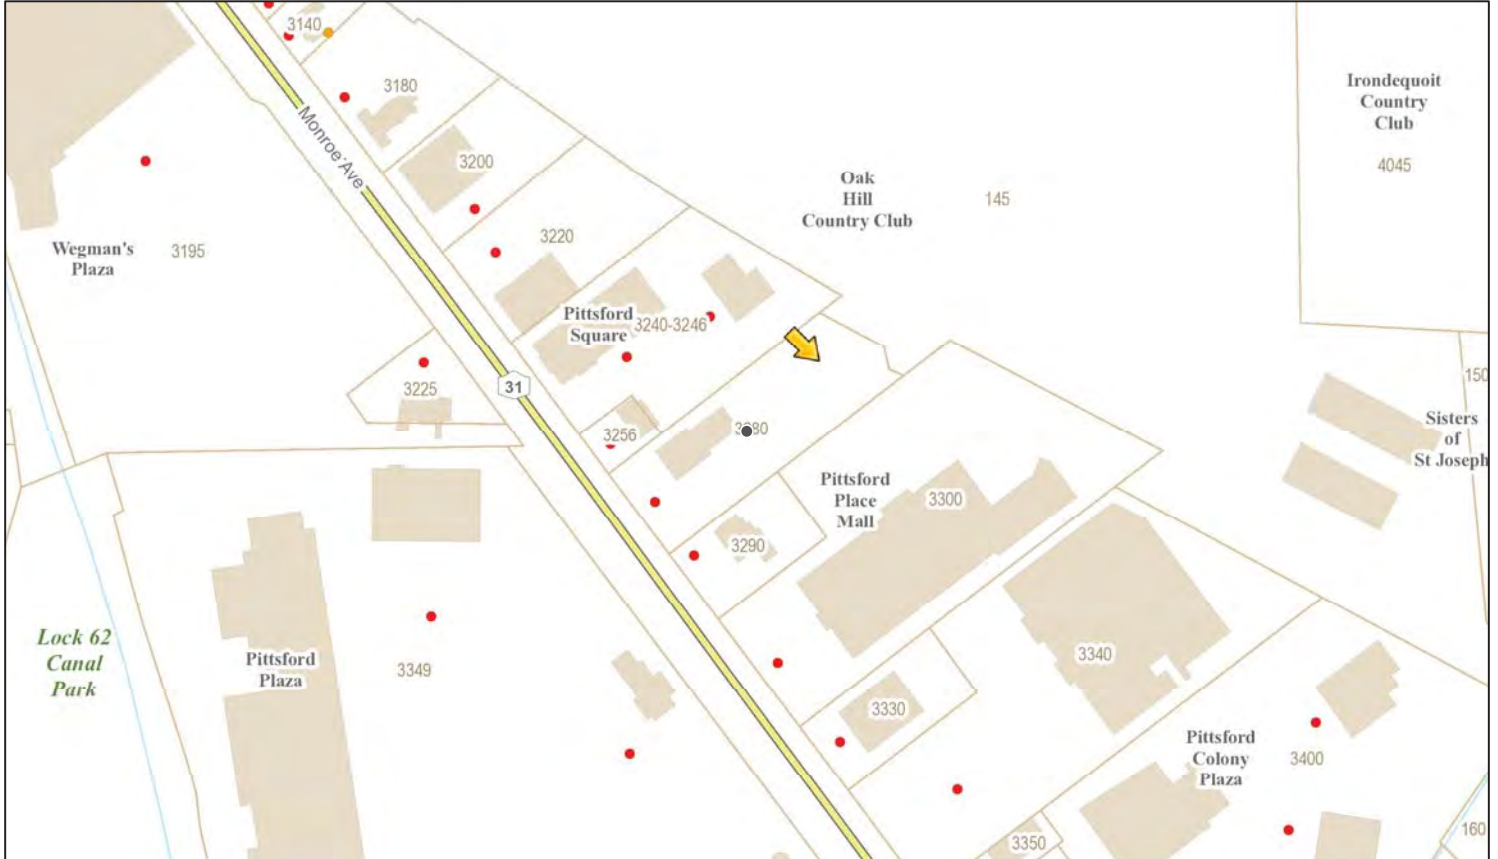 3140
3180
Monroe Ave
3200
Irondequoit
Country
Club
4045
Oak
Hill
Country Club
145
3220
Wegman's
Plaza
3195
Pittsford
Square
3240-3246
3225
31
3256
150
Sisters
of
St Joseph
Pittsford
Place
Mall
3300
3290
Lock 62
Canal
Park
Pittsford
Plaza
3349
3340
3330
Pittsford
Colony
Plaza
3400
3350
160